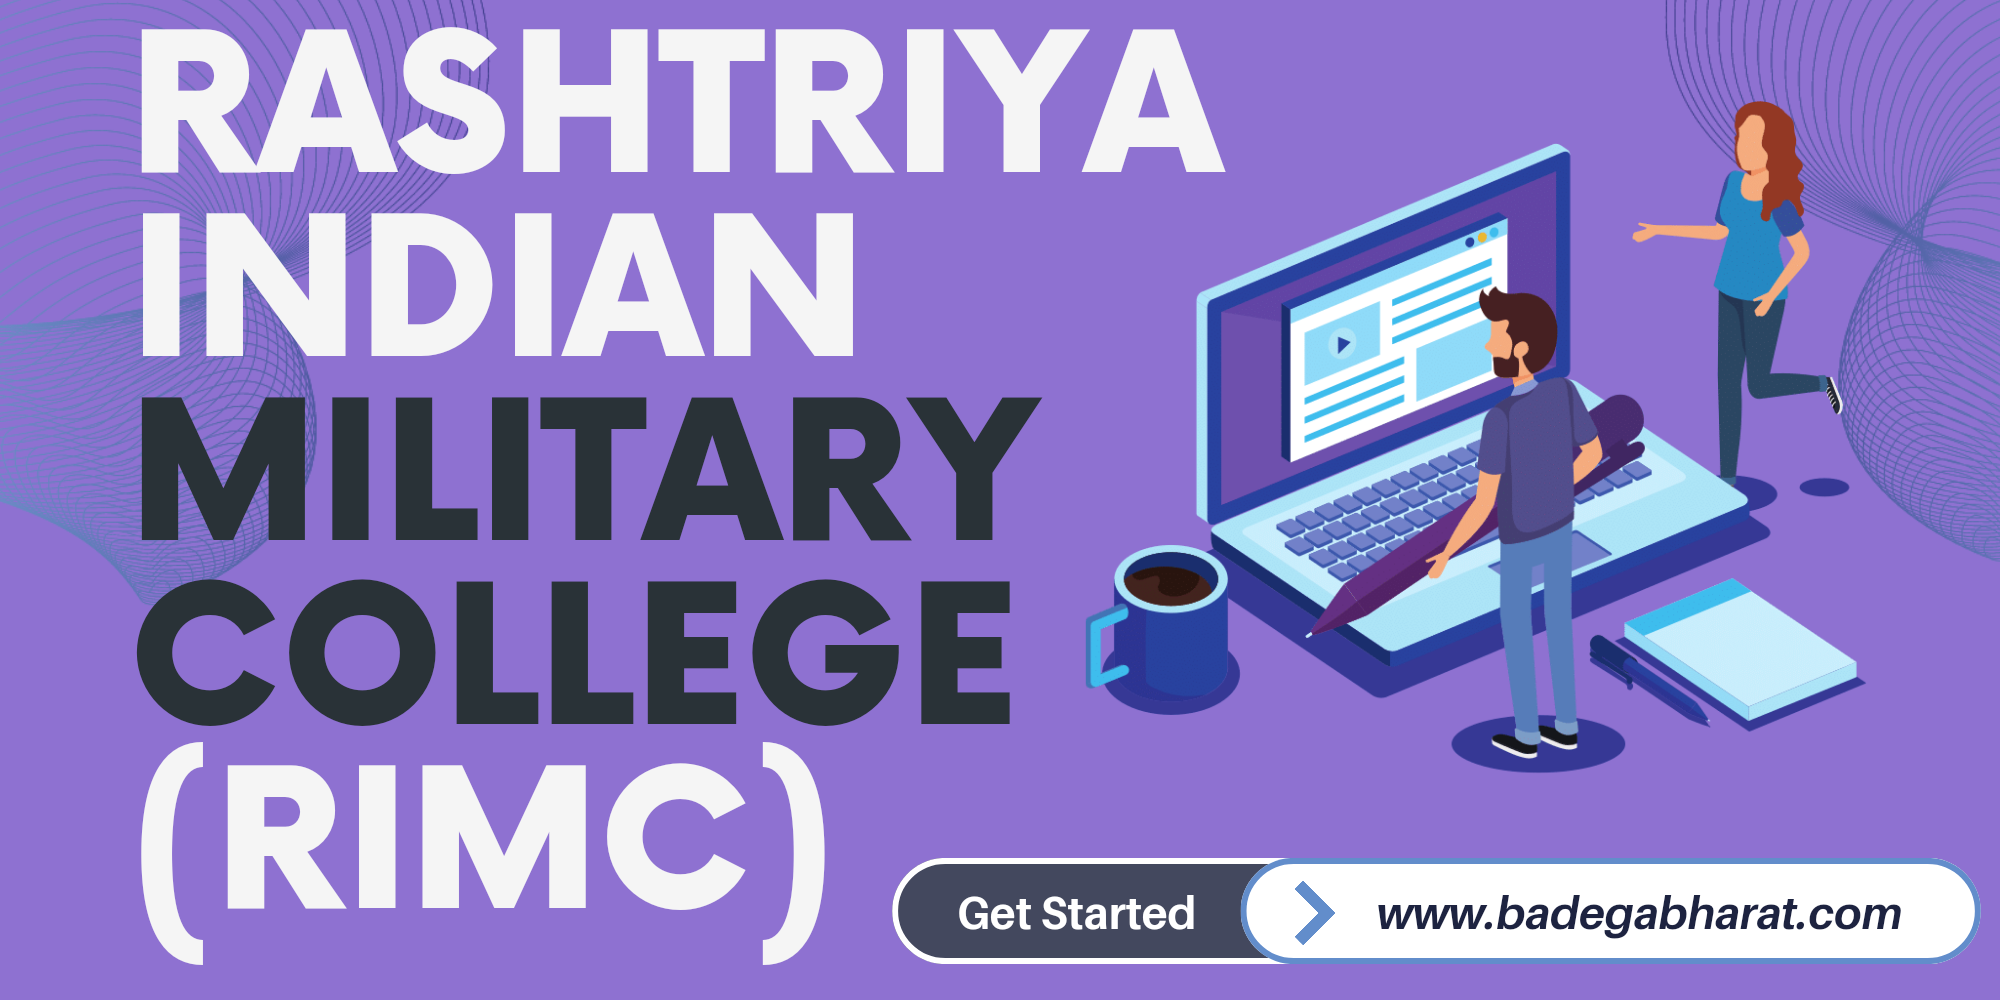 RASHTRIYA
INDIAN
MILITARY
COLLEGE
(RIMC)
Get Started
www.badegabharat.com